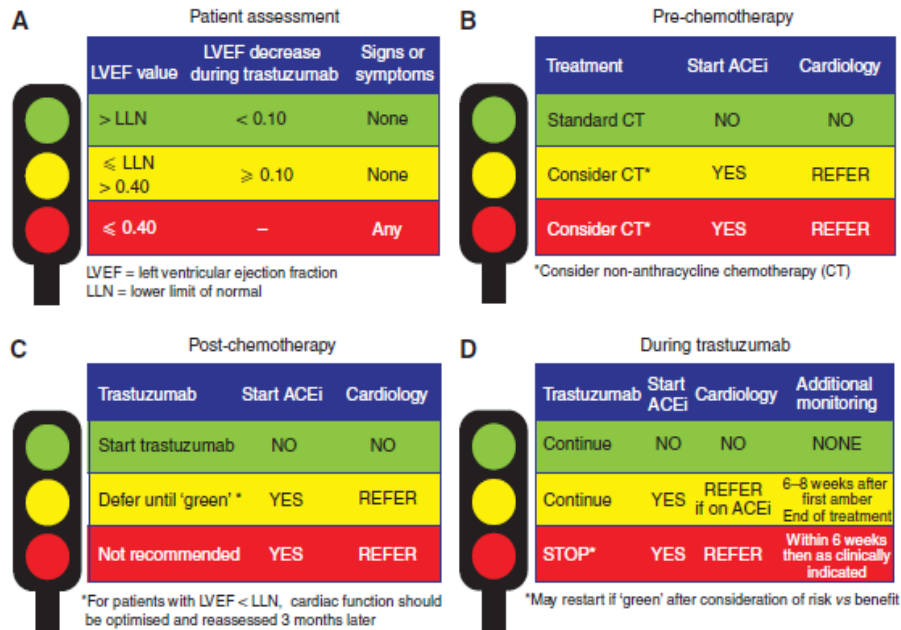 A
Patient assessment
LVEF value
LVEF decrease
during trastuzumab
Signs or
symptoms
> LLN
< 0.10
None
⩽ LLN
> 0.40
⩾ 0.10
None
⩽ 0.40
–
Any
LVEF = left ventricular ejection fraction
LLN = lower limit of normal
B
Pre-chemotherapy
Treatment
Start ACEi
Cardiology
Standard CT
NO
NO
Consider CT*
YES
REFER
Consider CT*
YES
REFER
*Consider non-anthracycline chemotherapy (CT)
C
Post-chemotherapy
Trastuzumab
Start ACEi
Cardiology
Start trastuzumab
NO
NO
Defer until ‘green’ *
YES
REFER
Not recommended
YES
REFER
*For patients with LVEF < LLN, cardiac function should
be optimised and reassessed 3 months later
D
During trastuzumab
Trastuzumab
Start
ACEi
Cardiology
Additional
monitoring
Continue
NO
NO
NONE
Continue
YES
REFER
if on ACEi
6–8 weeks after
first amber
End of treatment
STOP*
YES
REFER
Within 6 weeks
then as clinically
indicated
*May restart if ‘green’ after consideration of risk vs benefit